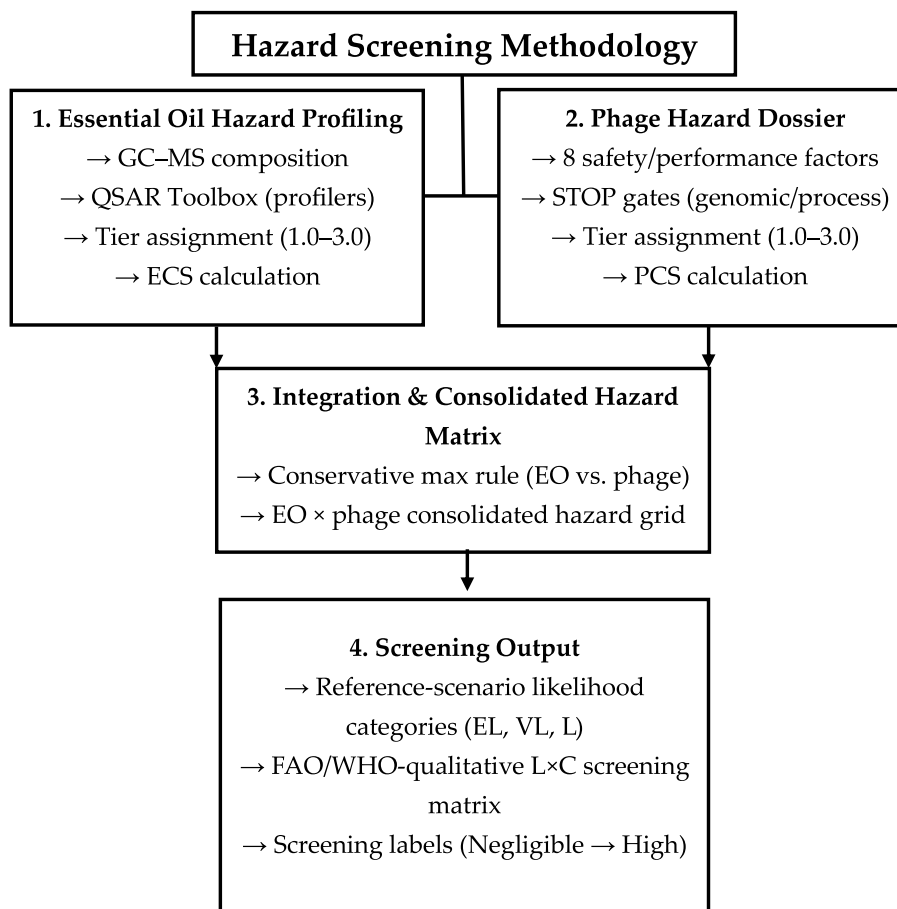 Hazard Screening Methodology
1. Essential Oil Hazard Profiling
→ GC–MS composition
→ QSAR Toolbox (profilers)
→ Tier assignment (1.0–3.0)
→ ECS calculation
2. Phage Hazard Dossier
→ 8 safety/performance factors
→ STOP gates (genomic/process)
→ Tier assignment (1.0–3.0)
→ PCS calculation
3. Integration & Consolidated Hazard
Matrix
→ Conservative max rule (EO vs. phage)
→ EO × phage consolidated hazard grid
4. Screening Output
→ Reference-scenario likelihood
categories (EL, VL, L)
→ FAO/WHO-qualitative L×C screening
matrix
→ Screening labels (Negligible → High)